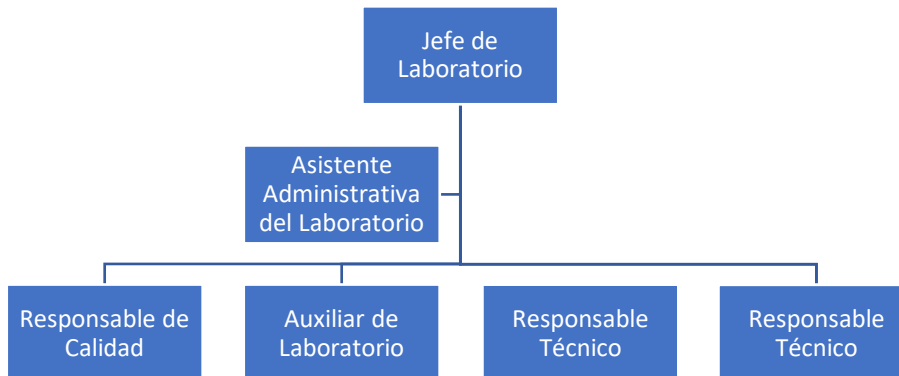 Jefe de
Laboratorio
Asistente
Administrativa
del Laboratorio
Responsable de
Calidad
Auxiliar de
Laboratorio
Responsable
Técnico
Responsable
Técnico